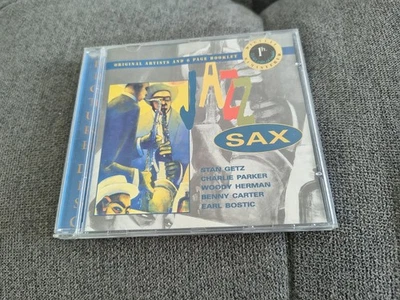 ORIGINAL ARTISTS AND 8 PAGE BOOKLET
JAZZ
SAX
STAN GETZ
CHARLIE PARKER
WOODY HERMAN
BENNY CARTER
EARL BOSTIC